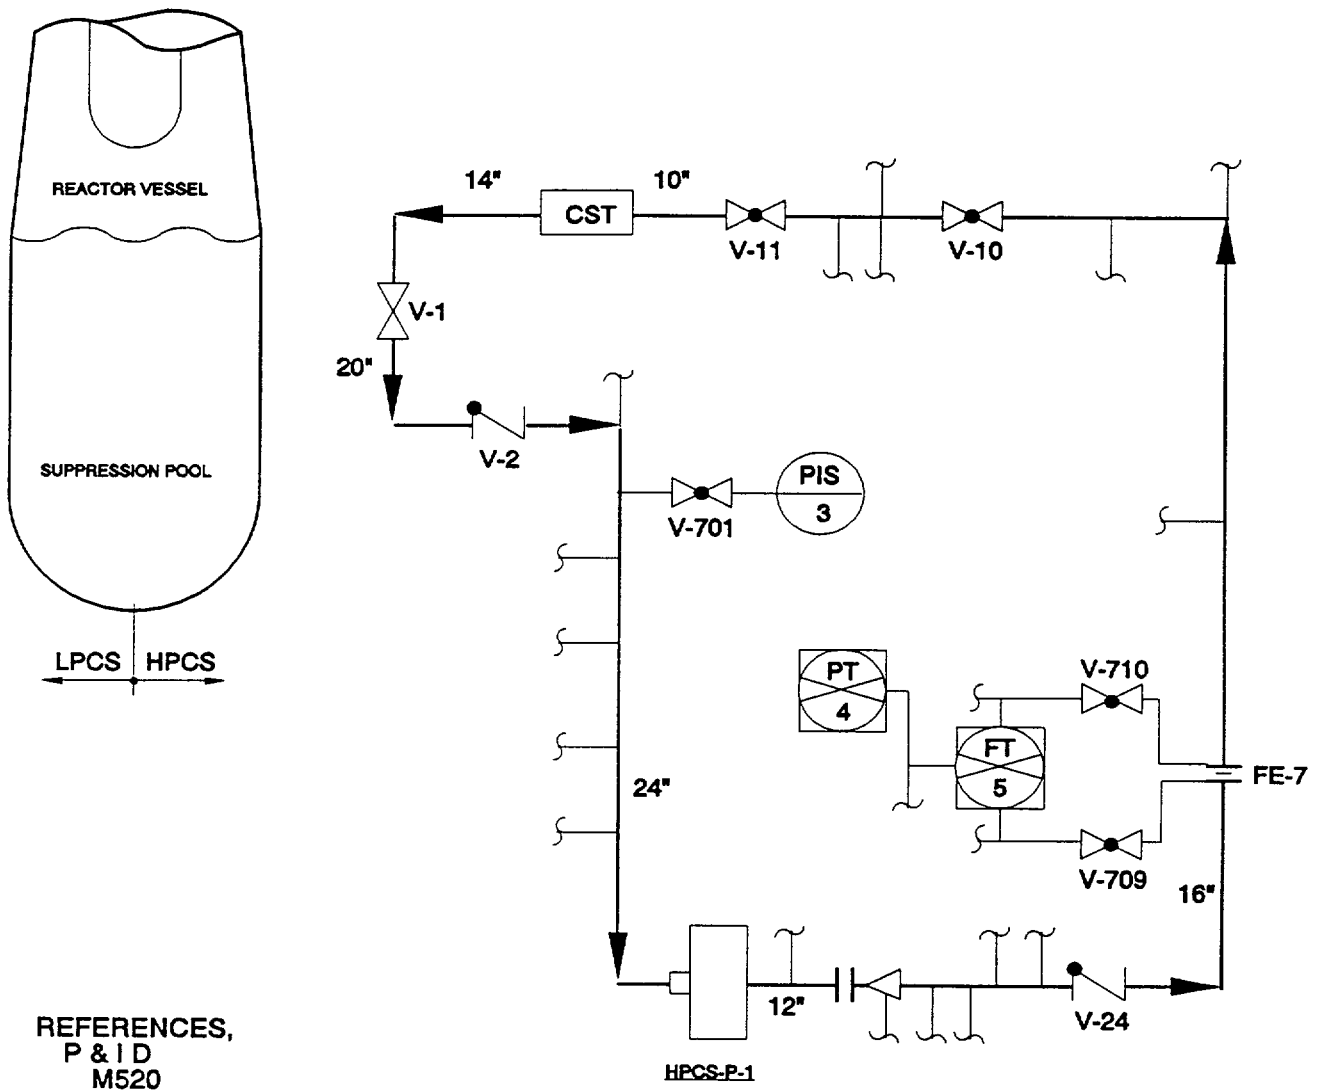 REACTOR VESSEL
SUPPRESSION POOL
LPCS HPCS
14"
CST
10"
V-11
V-10
V-1
20"
V-2
PIS
3
V-701
PT
4
FT
5
V-710
FE-7
V-709
24"
16"
12"
V-24
HPCS-P-1
REFERENCES,
P & I D
M520